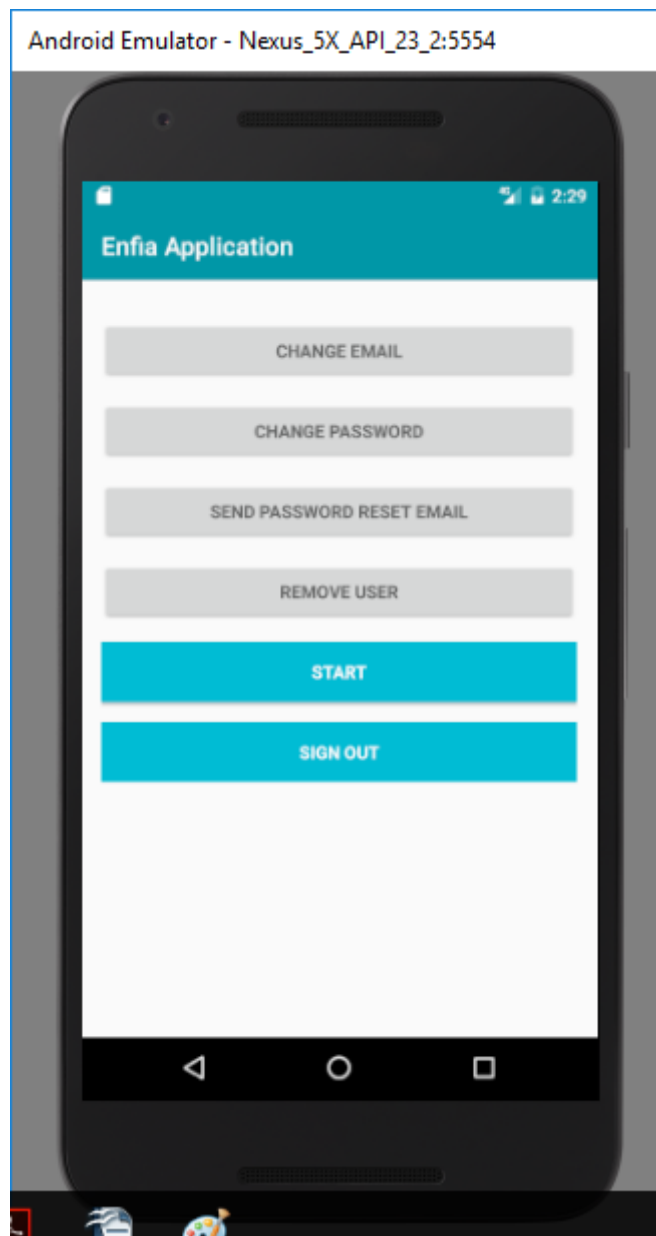 Android Emulator - Nexus_5X_API_23_2:5554
4G 2:29
Enfia Application
CHANGE EMAIL
CHANGE PASSWORD
SEND PASSWORD RESET EMAIL
REMOVE USER
START
SIGN OUT